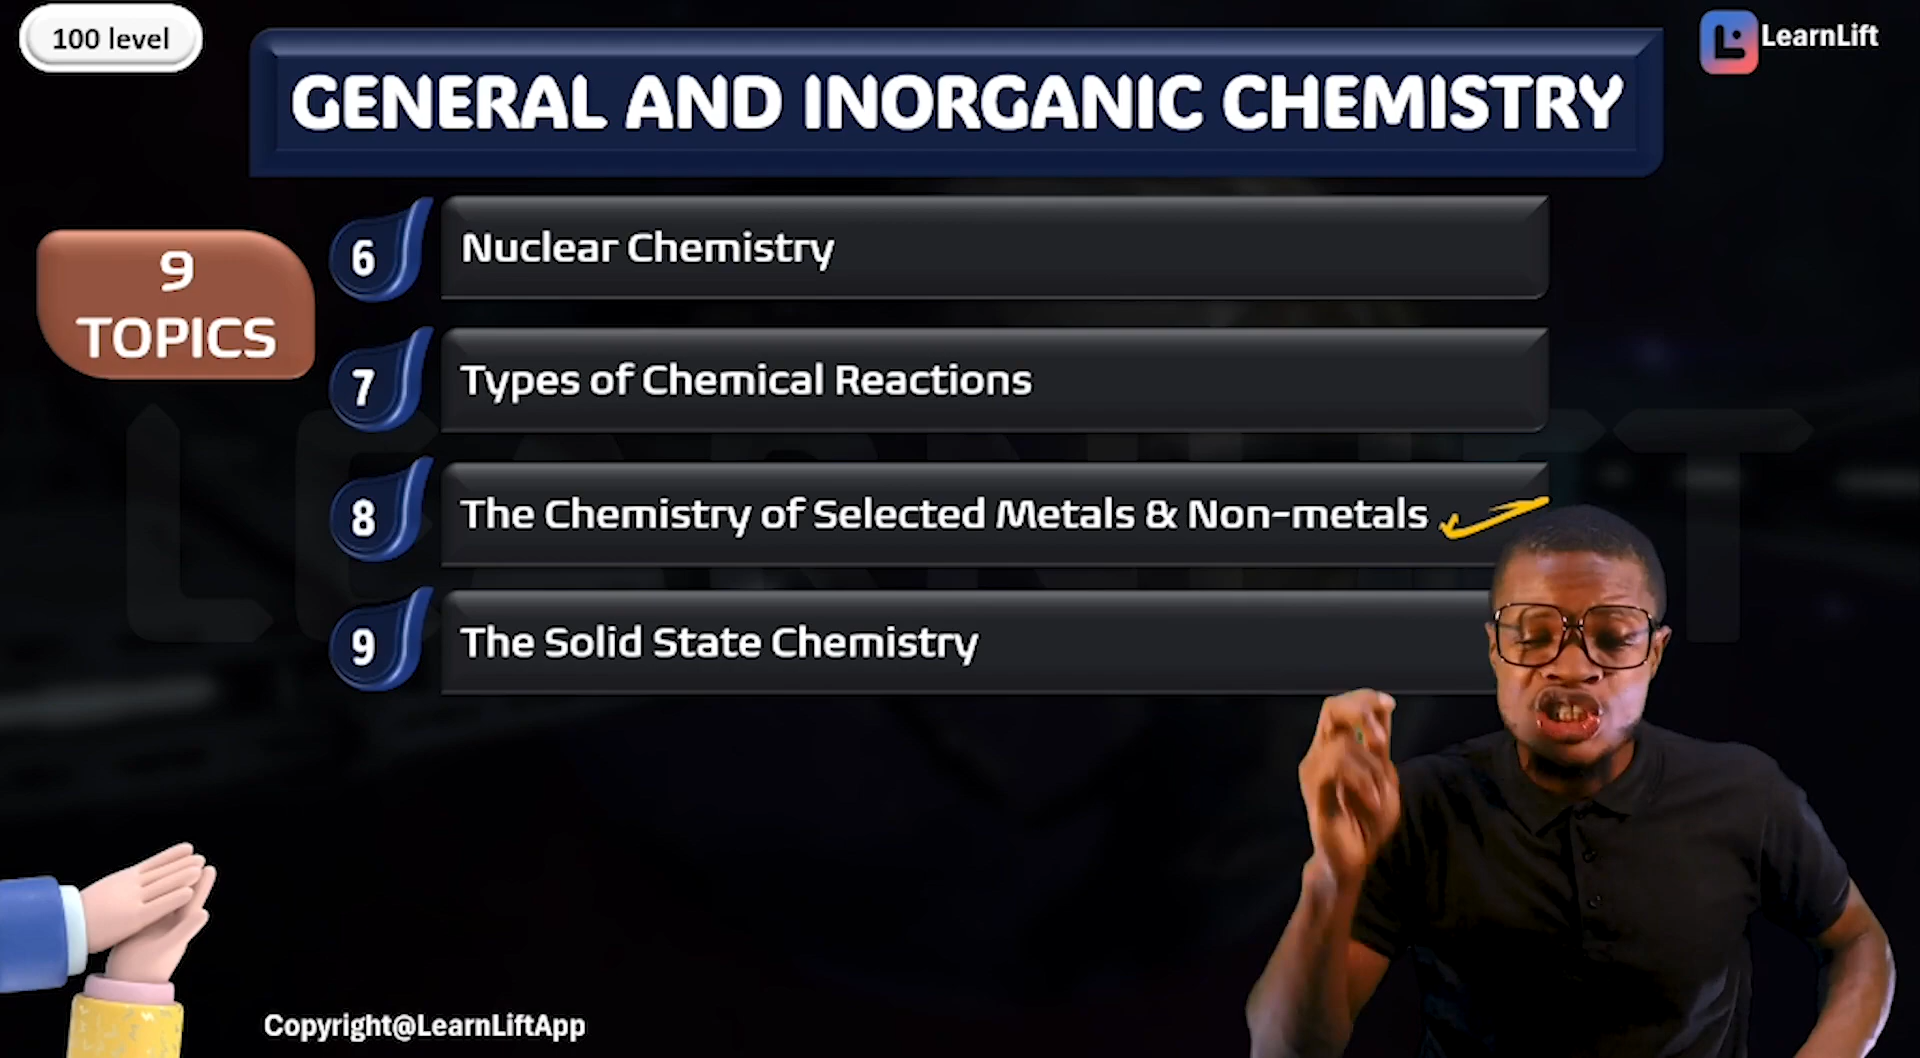 100 level
LearnLift
GENERAL AND INORGANIC CHEMISTRY
9
TOPICS
6 Nuclear Chemistry
7 Types of Chemical Reactions
8 The Chemistry of Selected Metals & Non-metals
9 The Solid State Chemistry
LEARNLIFT
Copyright@LearnLiftApp